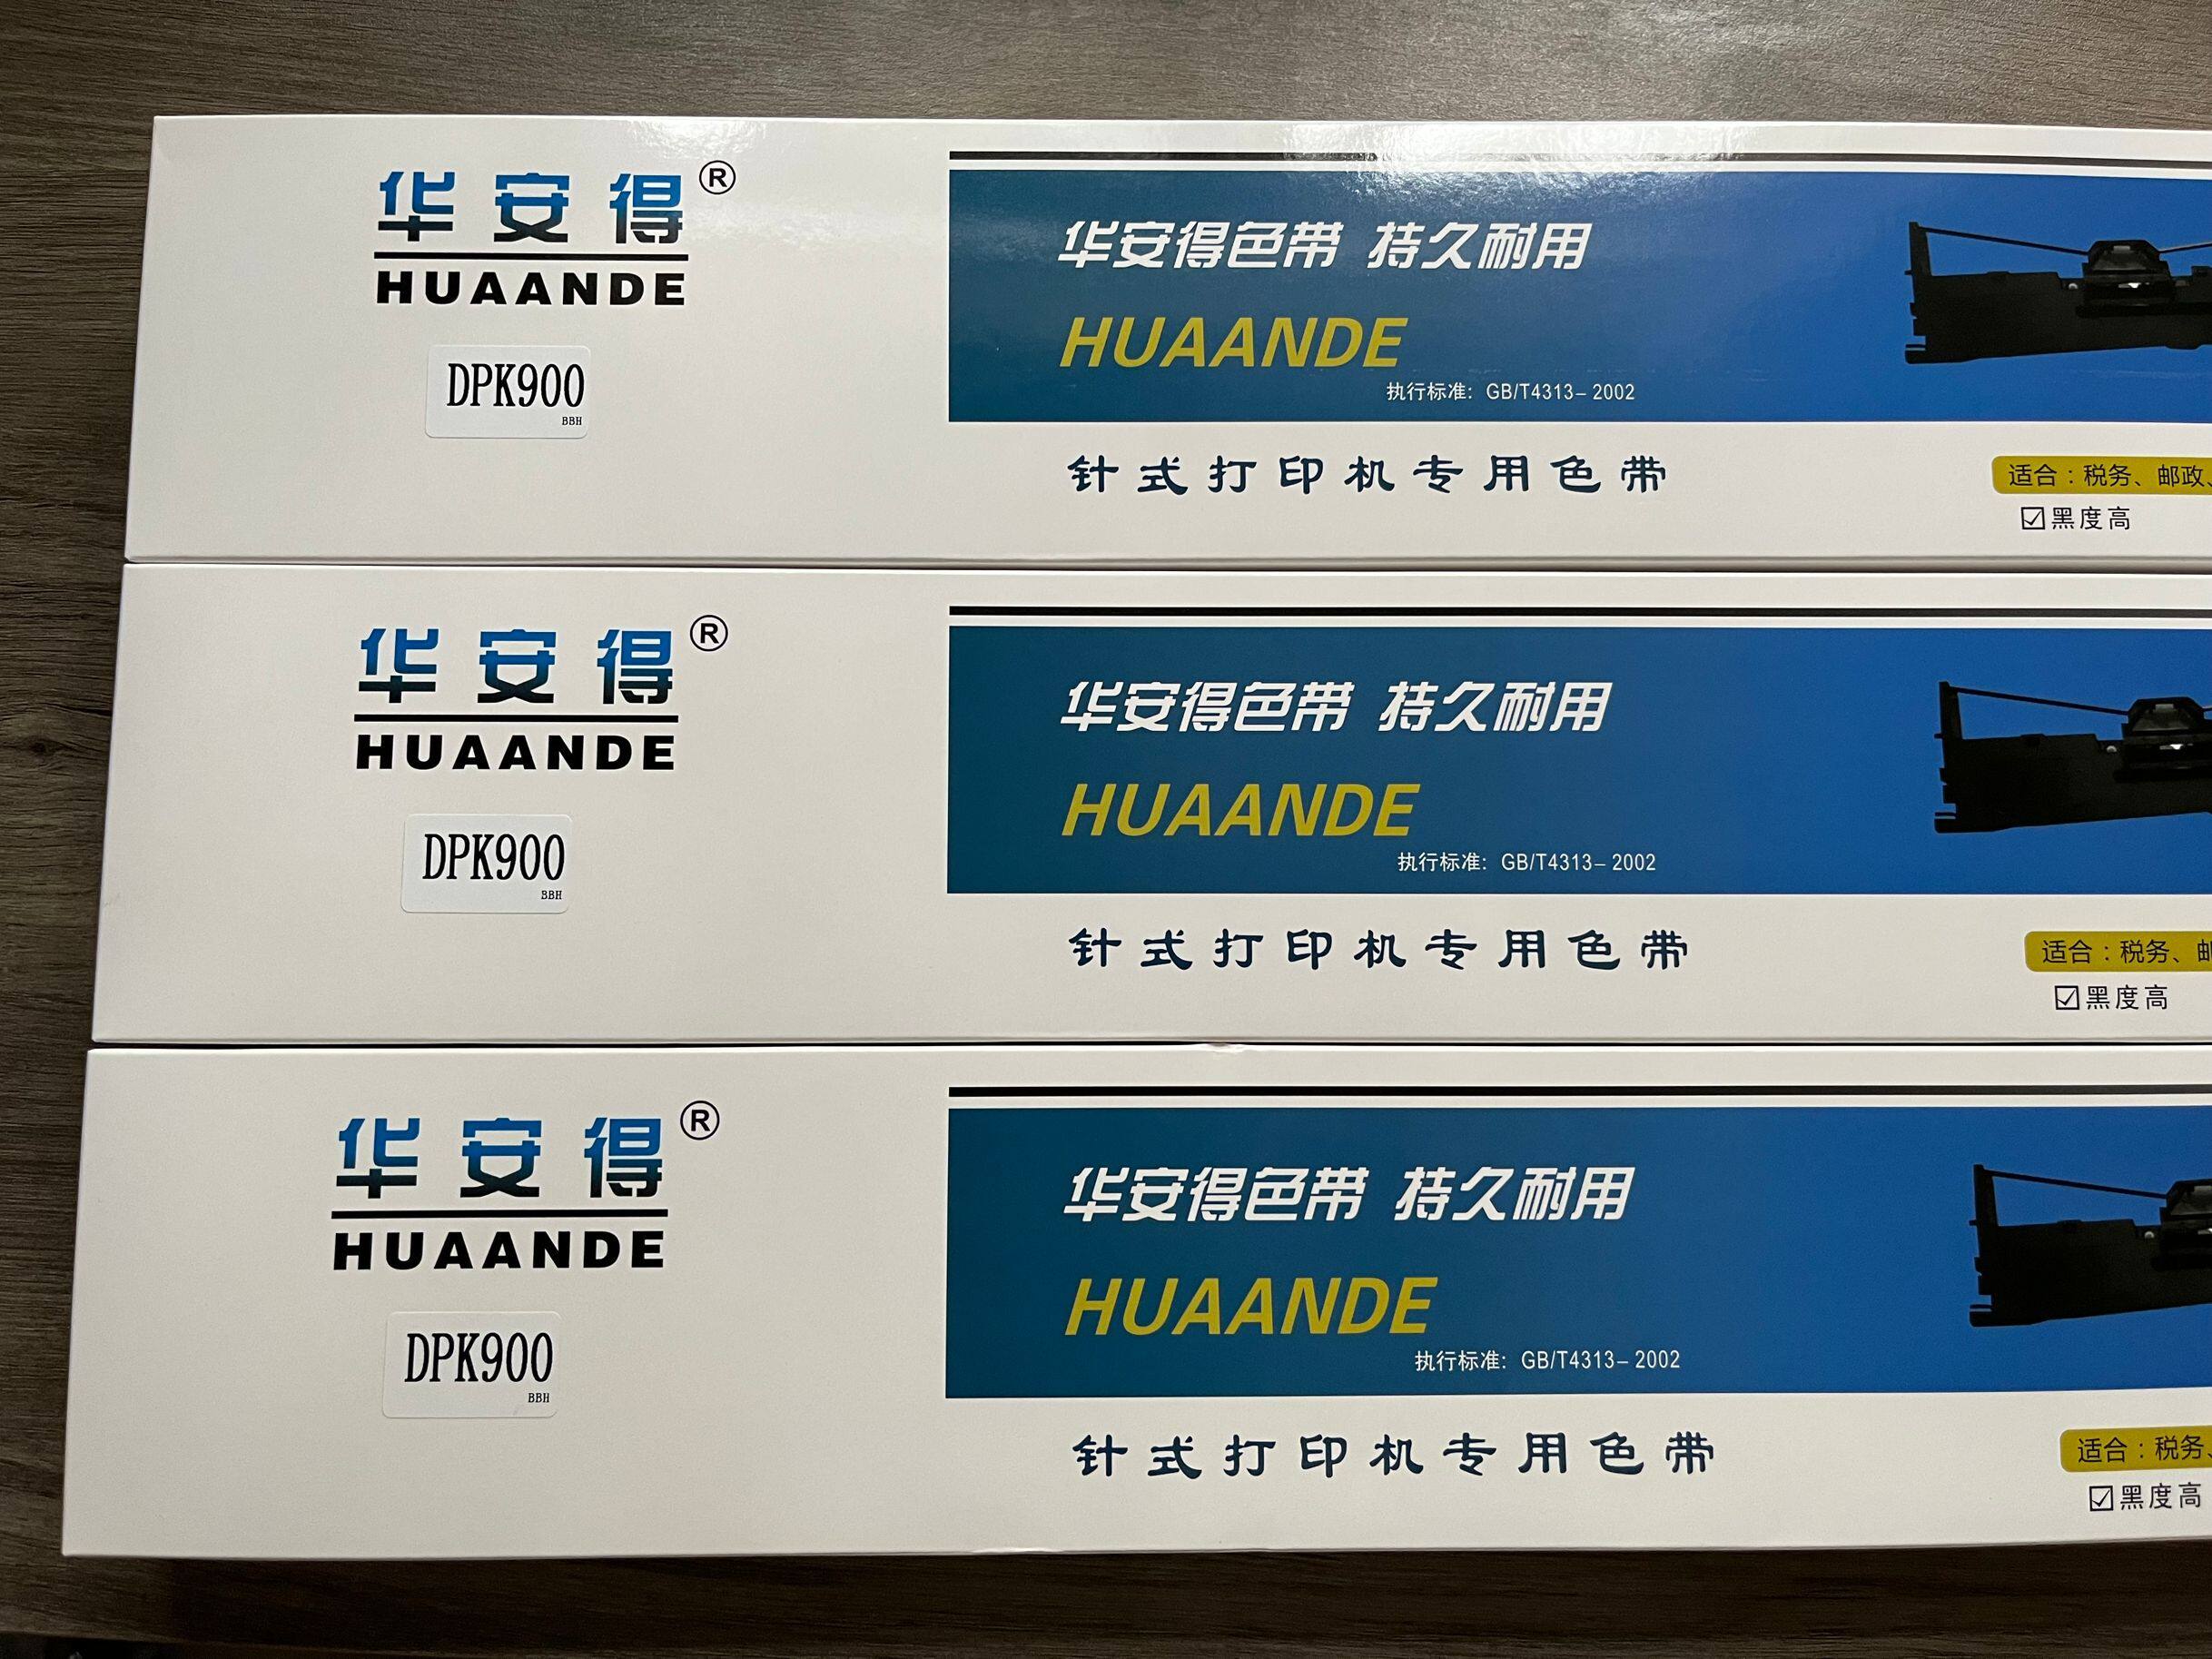 华安得®
HUAANDE
DPK900
BBH
华安得色带 持久耐用
HUAANDE
执行标准: GB/T4313-2002
针式打印机专用色带
适合:税务、邮政、
☑黑度高
华安得®
HUAANDE
DPK900
BBH
华安得色带 持久耐用
HUAANDE
执行标准: GB/T4313-2002
针式打印机专用色带
适合:税务、
☑黑度高
华安得®
HUAANDE
DPK900
BBH
华安得色带 持久耐用
HUAANDE
执行标准: GB/T4313-2002
针式打印机专用色带
适合:税务、
☑黑度高